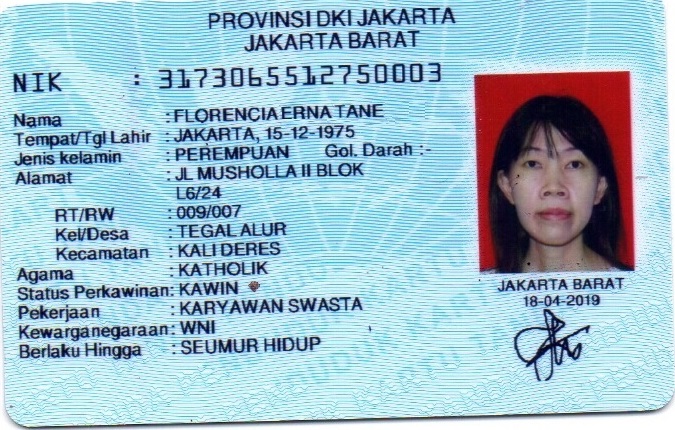 PROVINSI DKI JAKARTA
JAKARTA BARAT
NIK : 3173065512750003
Nama : FLORENCIA ERNA TANE
Tempat/Tgl Lahir : JAKARTA, 15-12-1975
Jenis kelamin : PEREMPUAN Gol. Darah :-
Alamat : JL MUSHOLLA II BLOK
L6/24
RT/RW : 009/007
Kel/Desa : TEGAL ALUR
Kecamatan : KALI DERES
Agama : KATHOLIK
Status Perkawinan: KAWIN
Pekerjaan : KARYAWAN SWASTA
Kewarganegaraan: WNI
Berlaku Hingga : SEUMUR HIDUP
JAKARTA BARAT
18-04-2019